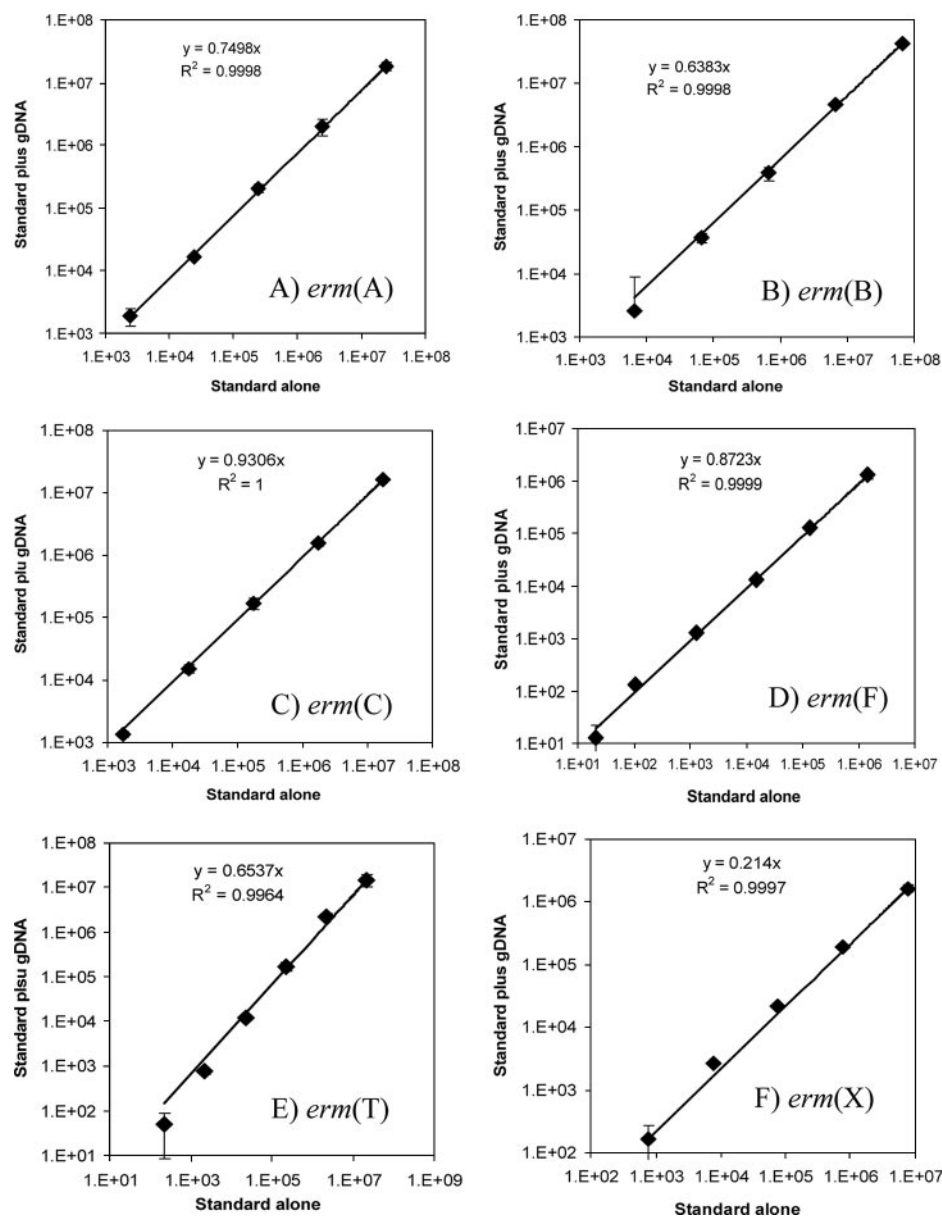 1.E+08
y = 0.7498x
R² = 0.9998
1.E+07
1.E+06
1.E+05
1.E+04
1.E+03
Standard plus gDNA
A) erm(A)
1.E+03 1.E+04 1.E+05 1.E+06 1.E+07 1.E+08
Standard alone
1.E+08
y = 0.6383x
R² = 0.9998
1.E+07
1.E+06
1.E+05
1.E+04
1.E+03
Standard plus gDNA
B) erm(B)
1.E+03 1.E+04 1.E+05 1.E+06 1.E+07 1.E+08
Standard alone
1.E+08
y = 0.9306x
R² = 1
1.E+07
1.E+06
1.E+05
1.E+04
1.E+03
Standard plu gDNA
C) erm(C)
1.E+03 1.E+04 1.E+05 1.E+06 1.E+07 1.E+08
Standard alone
1.E+07
y = 0.8723x
R² = 0.9999
1.E+06
1.E+05
1.E+04
1.E+03
1.E+02
1.E+01
Standard plus gDNA
D) erm(F)
1.E+01 1.E+02 1.E+03 1.E+04 1.E+05 1.E+06 1.E+07
Standard alone
1.E+08
y = 0.6537x
R² = 0.9964
1.E+07
1.E+06
1.E+05
1.E+04
1.E+03
1.E+02
1.E+01
Standard plsu gDNA
E) erm(T)
1.E+01 1.E+03 1.E+05 1.E+07 1.E+09
Standard alone
1.E+07
y = 0.214x
R² = 0.9997
1.E+06
1.E+05
1.E+04
1.E+03
1.E+02
Standard plus gDNA
F) erm(X)
1.E+02 1.E+03 1.E+04 1.E+05 1.E+06 1.E+07
Standard alone